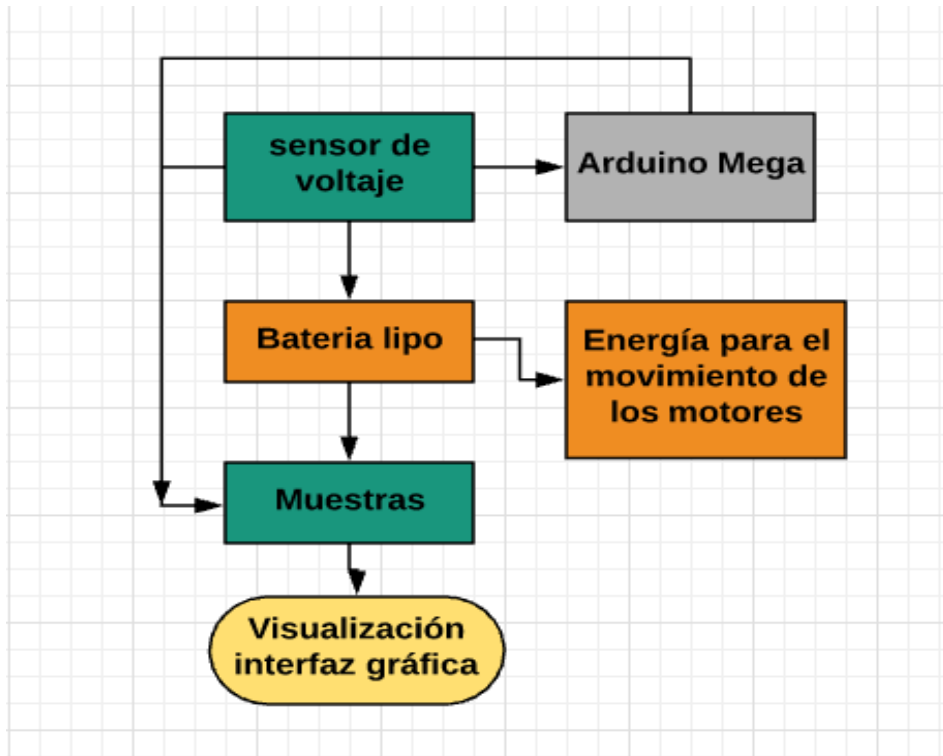 sensor de
voltaje
Arduino Mega
Bateria lipo
Energía para el
movimiento de
los motores
Muestras
Visualización
interfaz gráfica